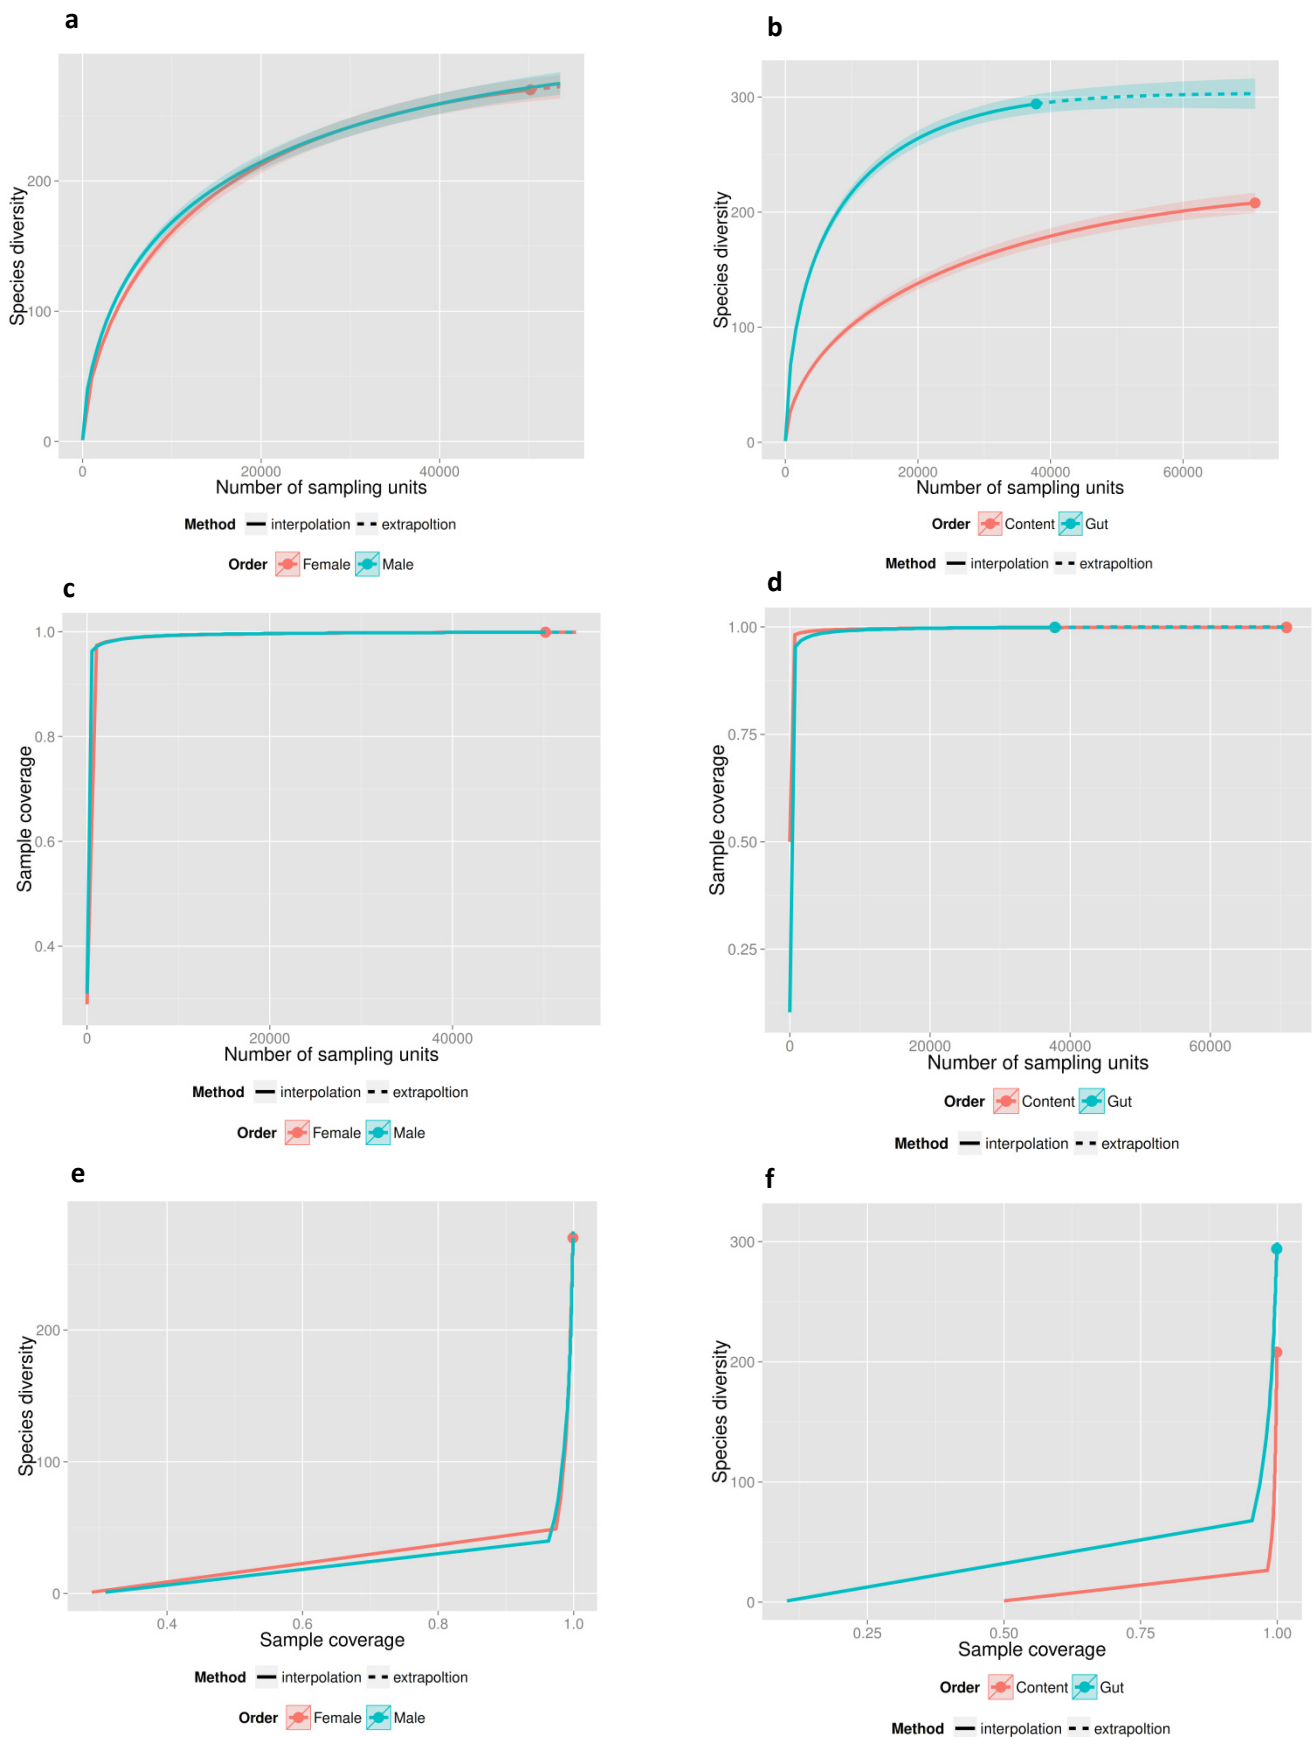 a
Species diversity
200
100
0
0 20000 40000
Number of sampling units
Method interpolation extrapoltion
Order Female Male
b
Species diversity
300
200
100
0
0 20000 40000 60000
Number of sampling units
Order Content Gut
Method interpolation extrapoltion
c
Sample coverage
1.0
0.8
0.6
0.4
0 20000 40000
Number of sampling units
Method interpolation extrapoltion
Order Female Male
d
Sample coverage
1.00
0.75
0.50
0.25
0 20000 40000 60000
Number of sampling units
Order Content Gut
Method interpolation extrapoltion
e
Species diversity
200
100
0
0.4 0.6 0.8 1.0
Sample coverage
Method interpolation extrapoltion
Order Female Male
f
Species diversity
300
200
100
0
0.25 0.50 0.75 1.00
Sample coverage
Order Content Gut
Method interpolation extrapoltion